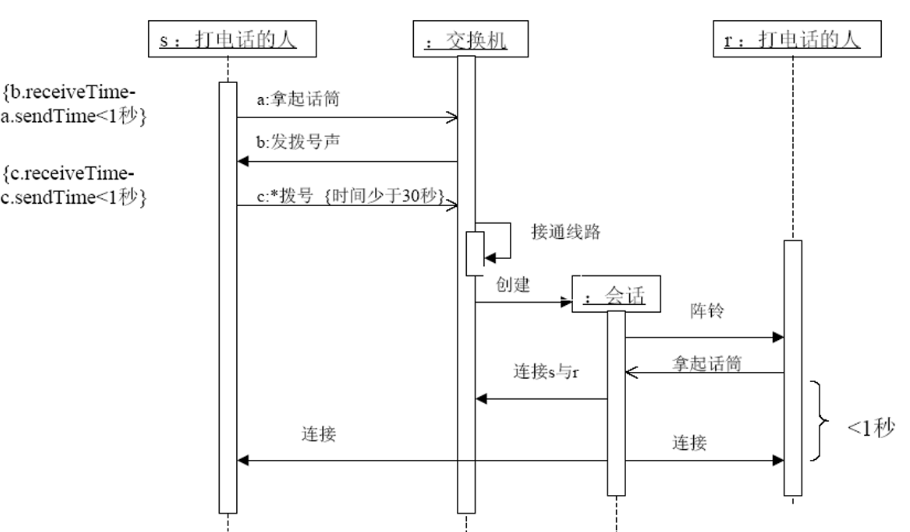 s：打电话的人
：交换机
r：打电话的人
{b.receiveTime-
a.sendTime<1秒}
a:拿起话筒
b:发拨号声
{c.receiveTime-
c.sendTime<1秒}
c:*拨号 {时间少于30秒}
接通线路
创建
：会话
阵铃
拿起话筒
连接s与r
<1秒
连接
连接